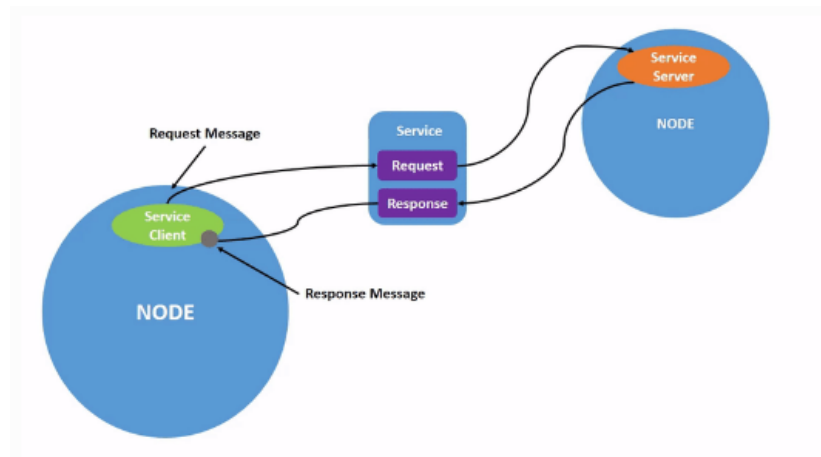 Service
Server
NODE
Service
Request
Response
Request Message
Service
Client
NODE
Response Message